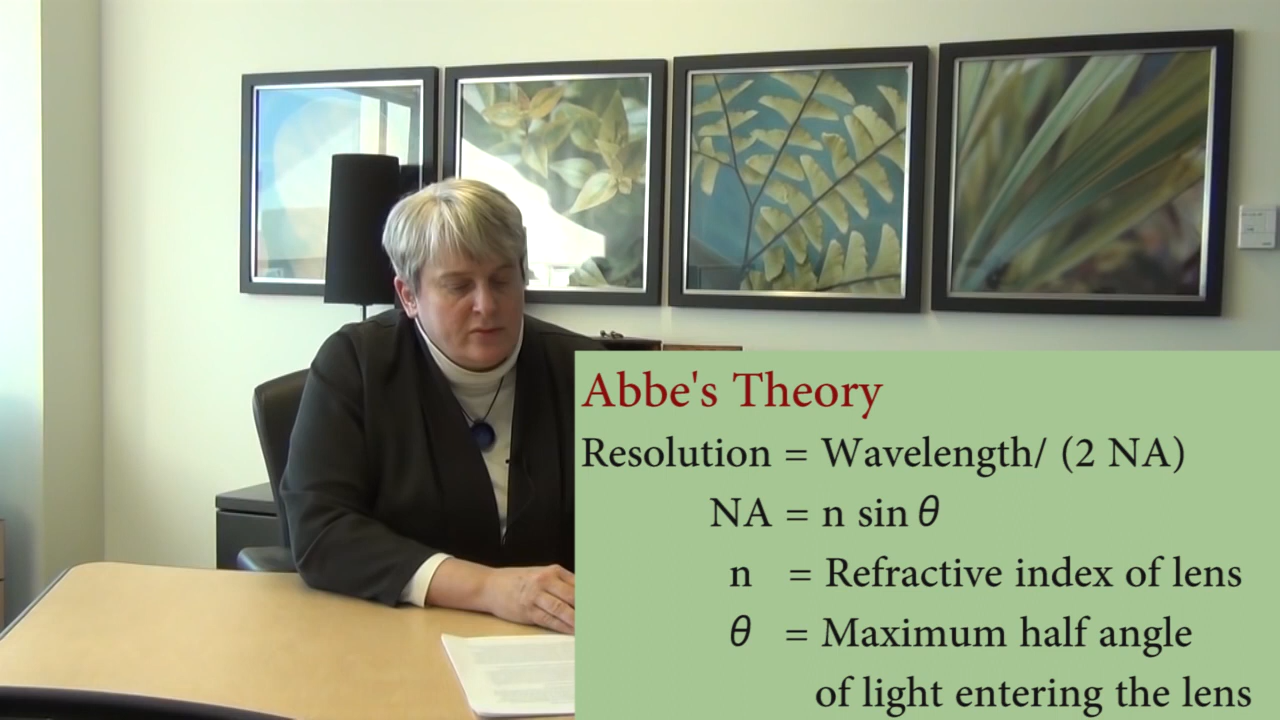 Abbe's Theory
Resolution = Wavelength/ (2 NA)
NA = n sin θ
n = Refractive index of lens
θ = Maximum half angle
of light entering the lens